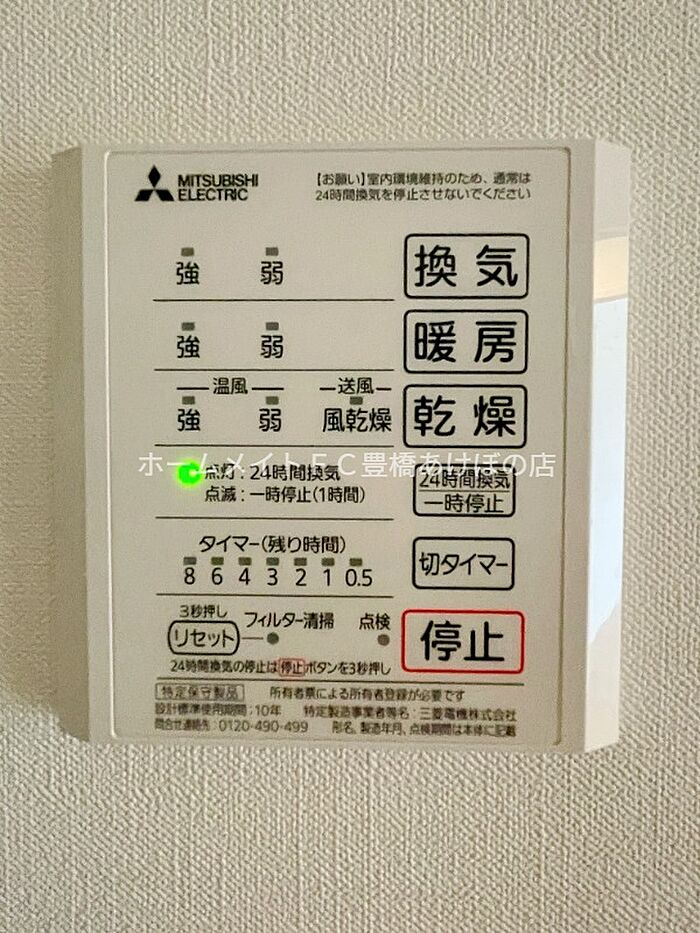 MITSUBISHI
ELECTRIC
【お願い】室内環境維持のため、通常は
24時間換気を停止させないでください
強 弱 換気
強 弱 暖房
温風 送風
強 弱 風乾燥 乾燥
ホームメイトFC豊橋あけぼの店
点灯:24時間換気
点滅:一時停止(1時間)
24時間換気
一時停止
タイマー(残り時間)
8 6 4 3 2 1 0.5
切タイマー
3秒押し
リセット フィルター清掃 点検
停止
24時間換気の停止は停止ボタンを3秒押し
特定保守製品 所有者票による所有者登録が必要です
設計標準使用期間:10年 特定製造事業者等名:三菱電機株式会社
問合せ連絡先:0120-490-499 形名、製造年月、点検期間は本体に記載